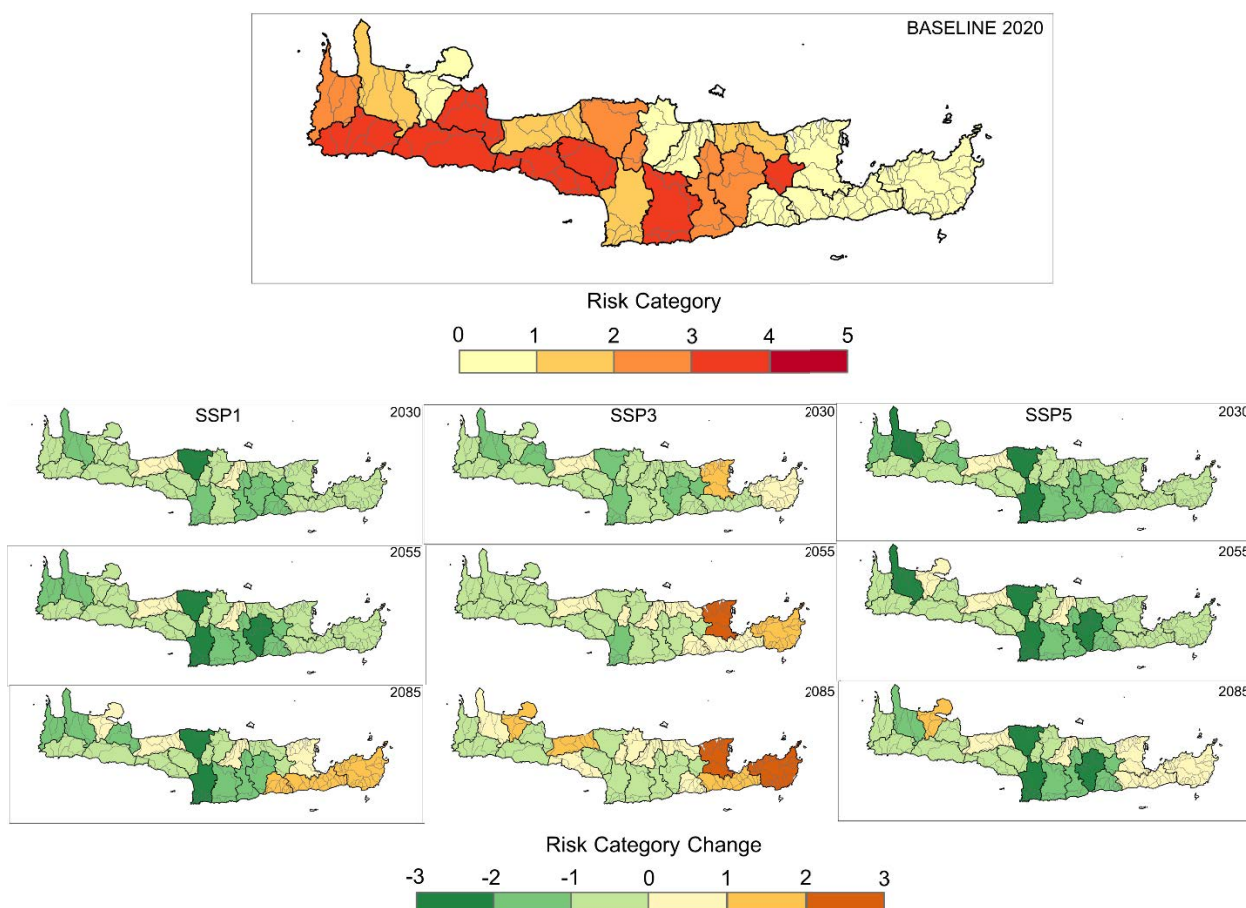 BASELINE 2020
Risk Category
0 1 2 3 4 5
SSP1 2030
SSP3 2030
SSP5 2030
2055
2055
2055
2085
2085
2085
Risk Category Change
-3 -2 -1 0 1 2 3